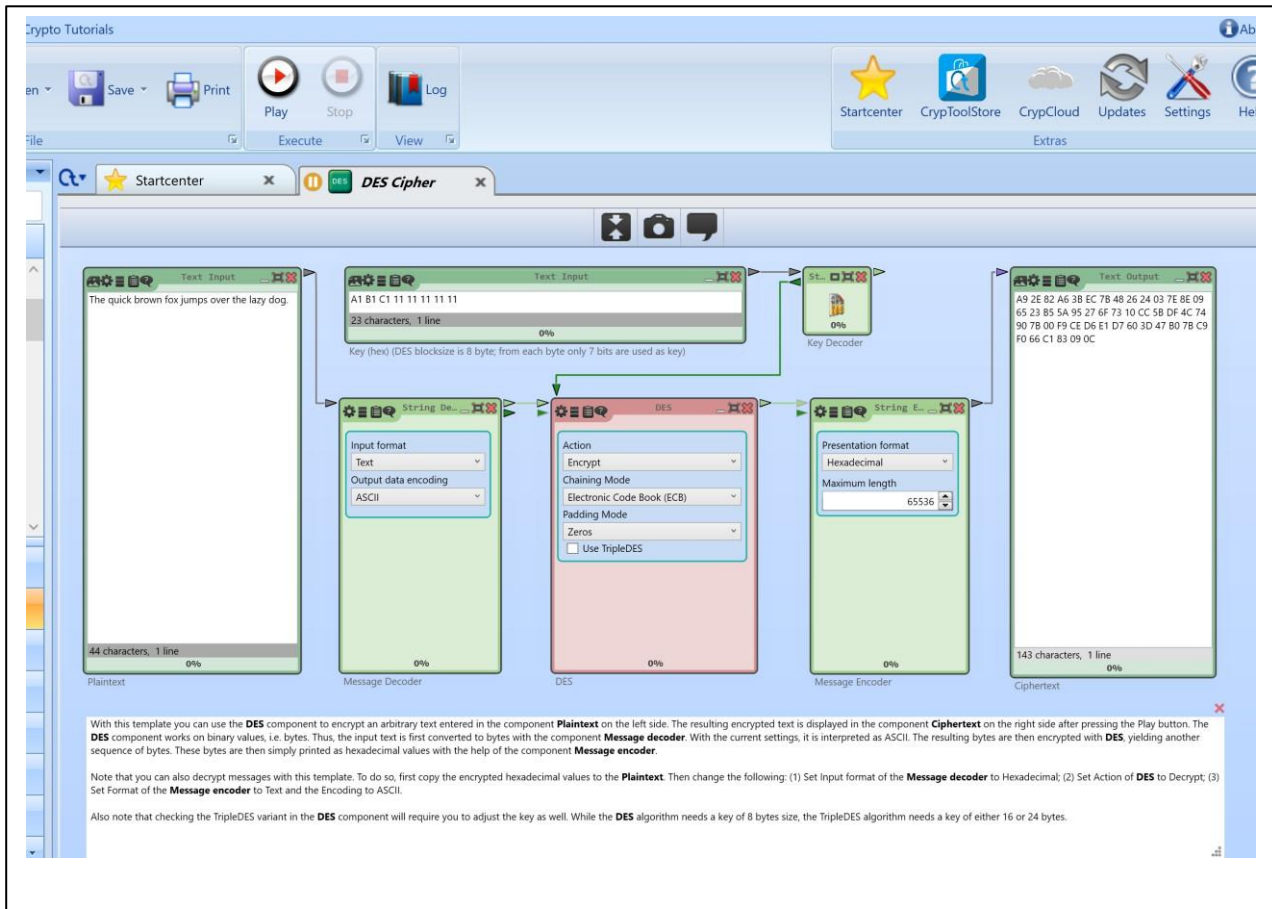 Crypto Tutorials
Ab
en
Save
Print
Play
Stop
Log
Startcenter
CrypToolStore
CrypCloud
Updates
Settings
Hel
File
Execute
View
Extras
Startcenter
DES
DES Cipher
Text Input
The quick brown fox jumps over the lazy dog.
44 characters, 1 line
0%
Plaintext
Text Input
A1 B1 C1 11 11 11 11 11
23 characters, 1 line
0%
Key (hex) (DES blocksize is 8 byte; from each byte only 7 bits are used as key)
St..
0%
Key Decoder
Text Output
A9 2E 82 A6 3B EC 7B 48 26 24 03 7E 8E 09
65 23 B5 5A 95 27 6F 73 10 CC 5B DF 4C 74
90 7B 00 F9 CE D6 E1 D7 60 3D 47 B0 7B C9
F0 66 C1 83 09 0C
143 characters, 1 line
0%
Ciphertext
String De…
Input format
Text
Output data encoding
ASCII
0%
Message Decoder
DES
Action
Encrypt
Chaining Mode
Electronic Code Book (ECB)
Padding Mode
Zeros
Use TripleDES
0%
DES
String E…
Presentation format
Hexadecimal
Maximum length
65536
0%
Message Encoder
With this template you can use the DES component to encrypt an arbitrary text entered in the component Plaintext on the left side. The resulting encrypted text is displayed in the component Ciphertext on the right side after pressing the Play button. The
DES component works on binary values, i.e. bytes. Thus, the input text is first converted to bytes with the component Message decoder. With the current settings, it is interpreted as ASCII. The resulting bytes are then encrypted with DES, yielding another
sequence of bytes. These bytes are then simply printed as hexadecimal values with the help of the component Message encoder.
Note that you can also decrypt messages with this template. To do so, first copy the encrypted hexadecimal values to the Plaintext. Then change the following: (1) Set Input format of the Message decoder to Hexadecimal; (2) Set Action of DES to Decrypt; (3)
Set Format of the Message encoder to Text and the Encoding to ASCII.
Also note that checking the TripleDES variant in the DES component will require you to adjust the key as well. While the DES algorithm needs a key of 8 bytes size, the TripleDES algorithm needs a key of either 16 or 24 bytes.